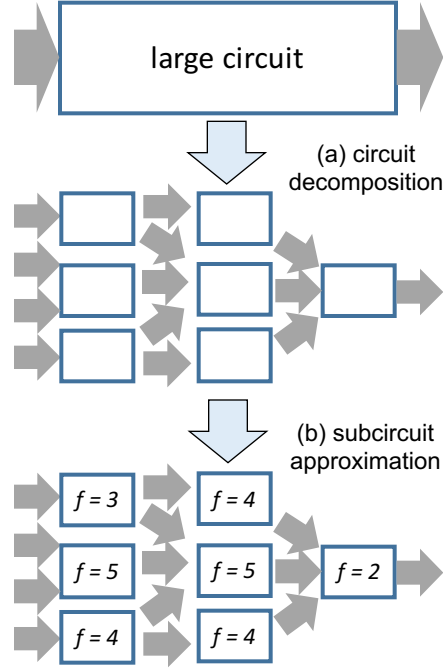 large circuit
(a) circuit
decomposition
(b) subcircuit
approximation
f = 3
f = 4
f = 5
f = 5
f = 2
f = 4
f = 4